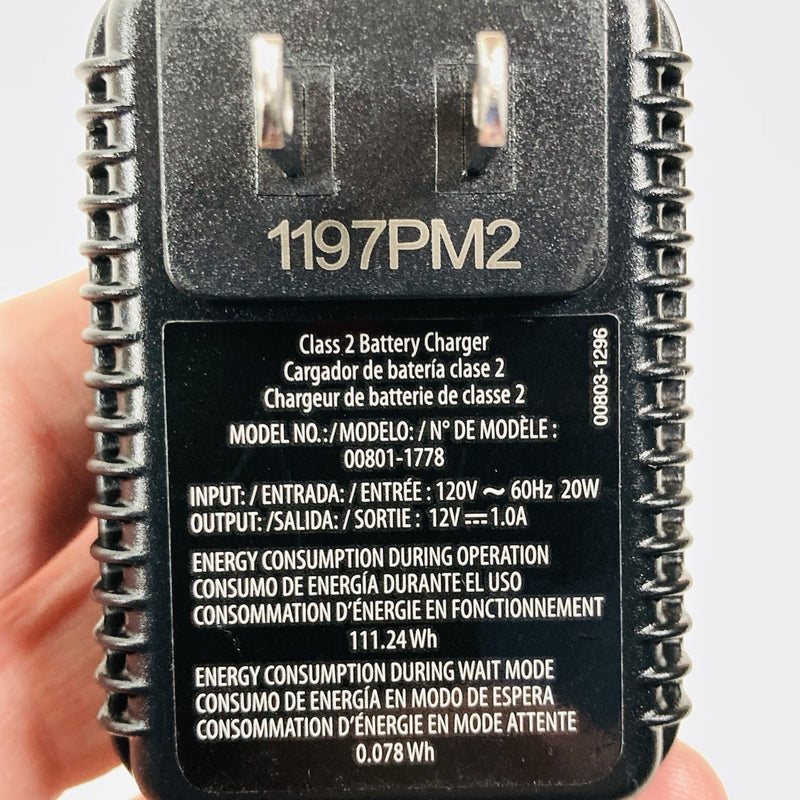 1197PM2
Class 2 Battery Charger
Cargador de batería clase 2
Chargeur de batterie de classe 2
00803-1296
MODEL NO.:/MODELO: / N° DE MODÈLE :
00801-1778
INPUT: / ENTRADA: / ENTRÉE : 120V ~ 60Hz 20W
OUTPUT: /SALIDA: / SORTIE : 12V ⎓ 1.0A
ENERGY CONSUMPTION DURING OPERATION
CONSUMO DE ENERGÍA DURANTE EL USO
CONSOMMATION D'ÉNERGIE EN FONCTIONNEMENT
111.24 Wh
ENERGY CONSUMPTION DURING WAIT MODE
CONSUMO DE ENERGÍA EN MODO DE ESPERA
CONSOMMATION D'ÉNERGIE EN MODE ATTENTE
0.078 Wh